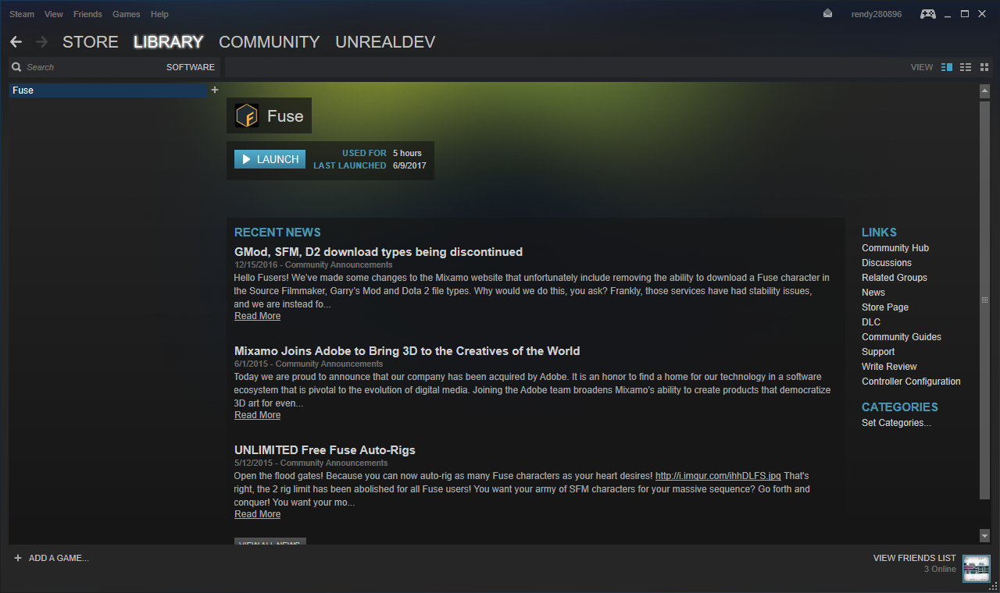 Steam View Friends Games Help
rendy280896
STORE LIBRARY COMMUNITY UNREALDEV
Search
SOFTWARE
VIEW
Fuse
Fuse
LAUNCH
USED FOR 5 hours
LAST LAUNCHED 6/9/2017
RECENT NEWS
GMod, SFM, D2 download types being discontinued
12/15/2016 - Community Announcements
Hello Fusers! We've made some changes to the Mixamo website that unfortunately include removing the ability to download a Fuse character in
the Source Filmmaker, Garry's Mod and Dota 2 file types. Why would we do this, you ask? Frankly, those services have had stability issues,
and we are instead fo...
Read More
Mixamo Joins Adobe to Bring 3D to the Creatives of the World
6/1/2015 - Community Announcements
Today we are proud to announce that our company has been acquired by Adobe. It is an honor to find a home for our technology in a software
ecosystem that is pivotal to the evolution of digital media. Joining the Adobe team broadens Mixamo's ability to create products that democratize
3D art for even...
Read More
UNLIMITED Free Fuse Auto-Rigs
5/12/2015 - Community Announcements
Open the flood gates! Because you can now auto-rig as many Fuse characters as your heart desires! http://i.imgur.com/ihhDLFS.jpg That's
right, the 2 rig limit has been abolished for all Fuse users! You want your army of SFM characters for your massive sequence? Go forth and
conquer! You want your mo...
Read More
VIEW ALL NEWS
LINKS
Community Hub
Discussions
Related Groups
News
Store Page
DLC
Community Guides
Support
Write Review
Controller Configuration
CATEGORIES
Set Categories...
+ ADD A GAME...
VIEW FRIENDS LIST
3 Online